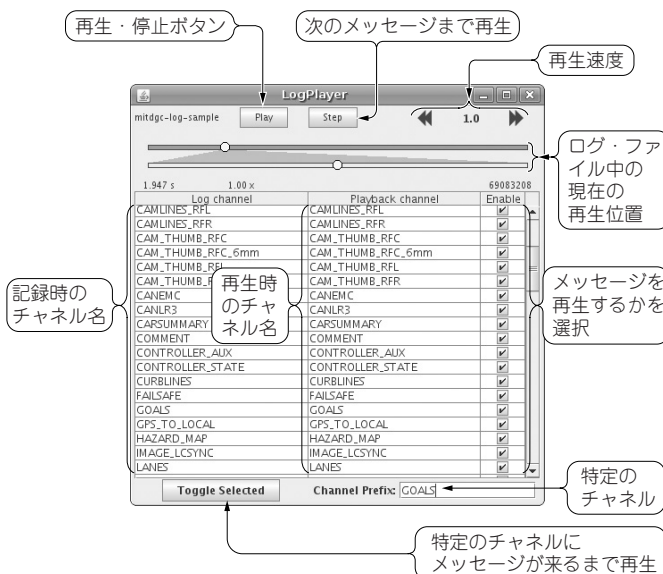 再生・停止ボタン
次のメッセージまで再生
再生速度
LogPlayer
mitdgc-log-sample
Play
Step
1.0
ログ・ファ
イル中の
現在の
再生位置
1.947 s
1.00 x
69083208
Log channel
Playback channel
Enable
CAMLINES_RFL
CAMLINES_RFL
CAMLINES_RFR
CAMLINES_RFR
CAM_THUMB_RFC
CAM_THUMB_RFC
CAM_THUMB_RFC_6mm
CAM_THUMB_RFC_6mm
CAM_THUMB_RFL
CAM_THUMB_RFL
CAM_THUMB_R
CAM_THUMB_RFR
CANEMC
CANEMC
CANLR3
CANLR3
CARSUMMARY
CARSUMMARY
COMMENT
COMMENT
CONTROLLER_AUX
CONTROLLER_AUX
CONTROLLER_STATE
CONTROLLER_STATE
CURBLINES
CURBLINES
FAILSAFE
FAILSAFE
GOALS
GOALS
GPS_TO_LOCAL
GPS_TO_LOCAL
HAZARD_MAP
HAZARD_MAP
IMAGE_LCSYNC
IMAGE_LCSYNC
LANES
LANES
記録時の
チャネル名
再生時
のチャ
ネル名
メッセージを
再生するかを
選択
Toggle Selected
Channel Prefix:
GOALS
特定の
チャネル
特定のチャネルに
メッセージが来るまで再生